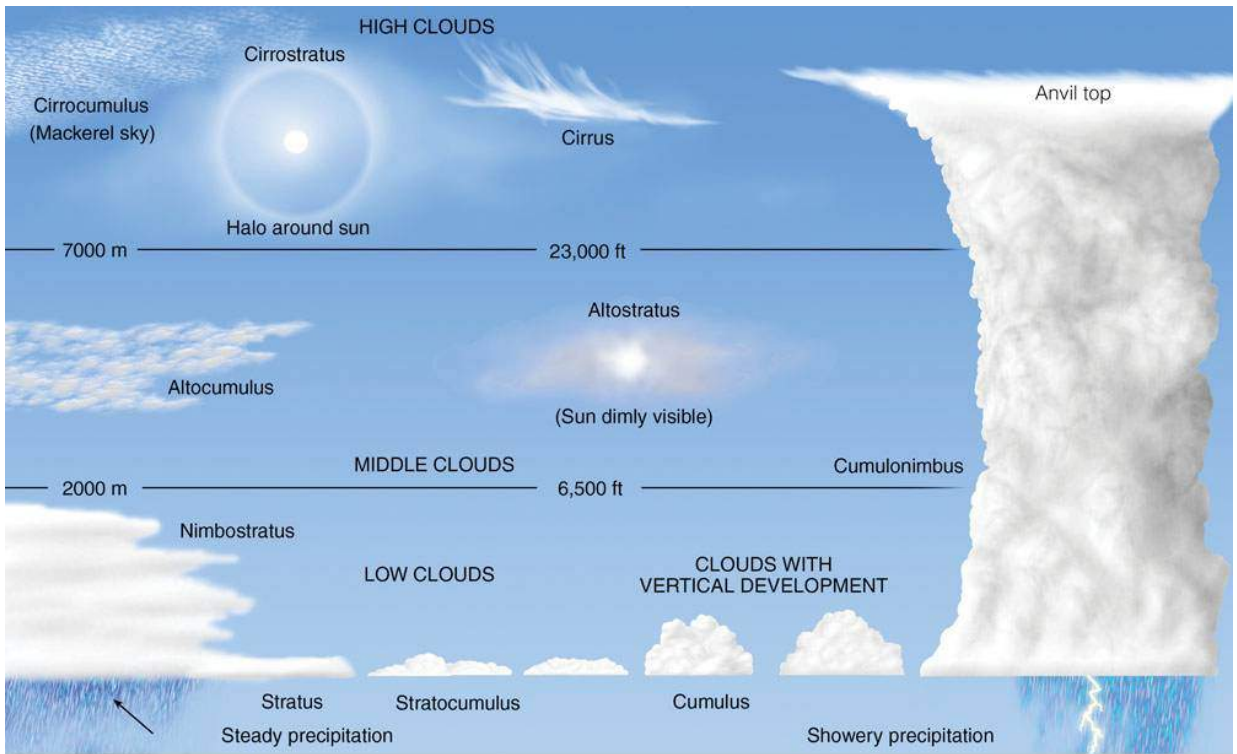 HIGH CLOUDS
Cirrostratus
Cirrocumulus
(Mackerel sky)
Cirrus
Anvil top
Halo around sun
7000 m
23,000 ft
Altostratus
Altocumulus
(Sun dimly visible)
MIDDLE CLOUDS
Cumulonimbus
2000 m
6,500 ft
Nimbostratus
LOW CLOUDS
CLOUDS WITH
VERTICAL DEVELOPMENT
Stratus
Stratocumulus
Cumulus
Steady precipitation
Showery precipitation